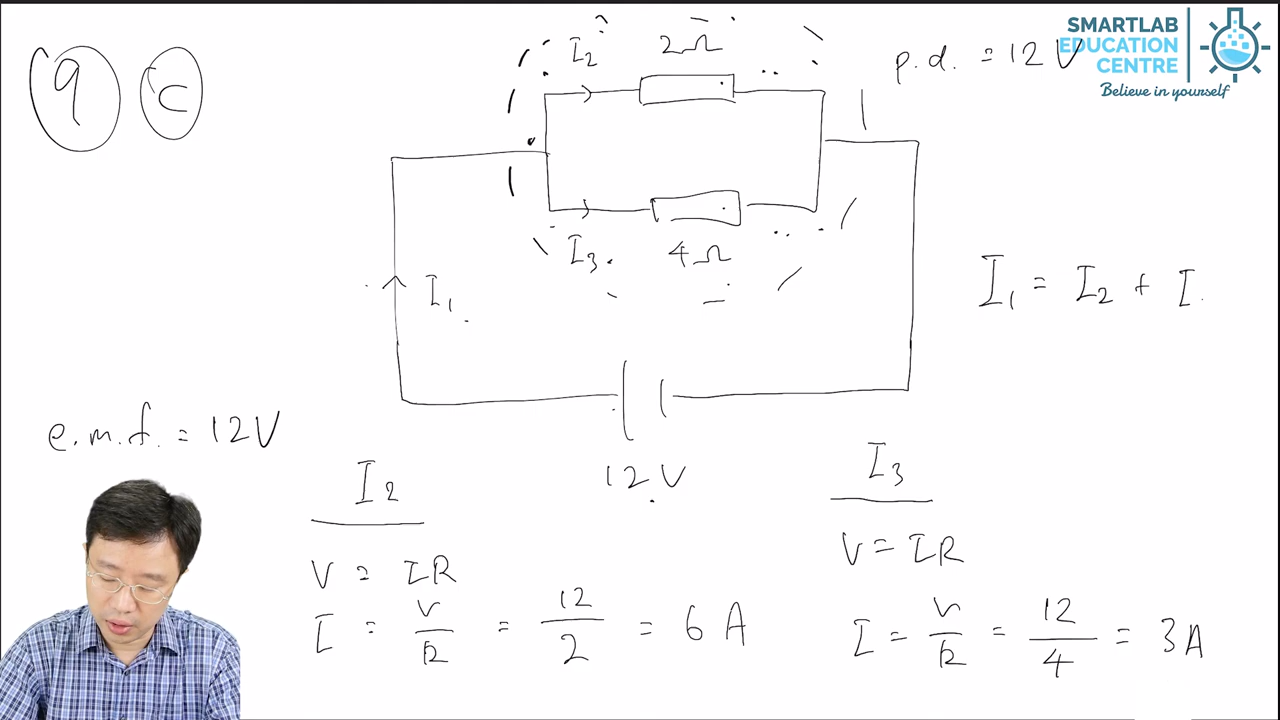 9 C
SMARTLAB
EDUCATION
CENTRE
Believe in yourself
p.d. = 12 V
I₂ 2Ω
I₃ 4Ω
I₁
I₁ = I₂ + I
e.m.f. = 12V
12 V
I₂
V = IR
I = V/R = 12/2 = 6 A
I₃
V = IR
I = V/R = 12/4 = 3 A